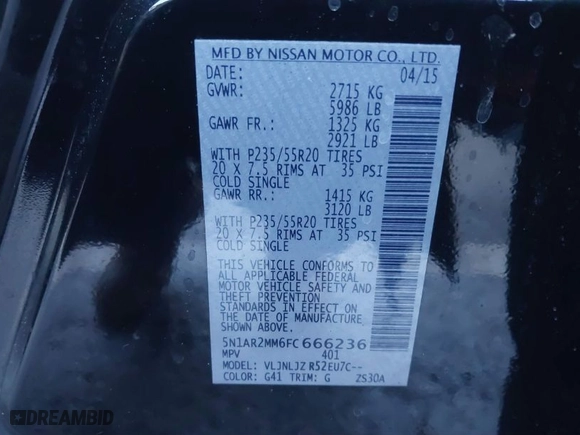 MFD BY NISSAN MOTOR CO., LTD.
DATE: 04/15
GVWR: 2715 KG
5986 LB
GAWR FR.: 1325 KG
2921 LB
WITH P235/55R20 TIRES
20 X 7.5 RIMS AT 35 PSI
COLD SINGLE
GAWR RR.: 1415 KG
3120 LB
WITH P235/55R20 TIRES
20 X 7.5 RIMS AT 35 PSI
COLD SINGLE
THIS VEHICLE CONFORMS TO
ALL APPLICABLE FEDERAL
MOTOR VEHICLE SAFETY AND
THEFT PREVENTION
STANDARDS IN EFFECT ON
THE DATE OF MANUFACTURE
SHOWN ABOVE.
5N1AR2MM6FC666236
MPV 401
MODEL: VLJNLJZ R52EU7C--
COLOR: G41 TRIM: G ZS30A
DREAMBID